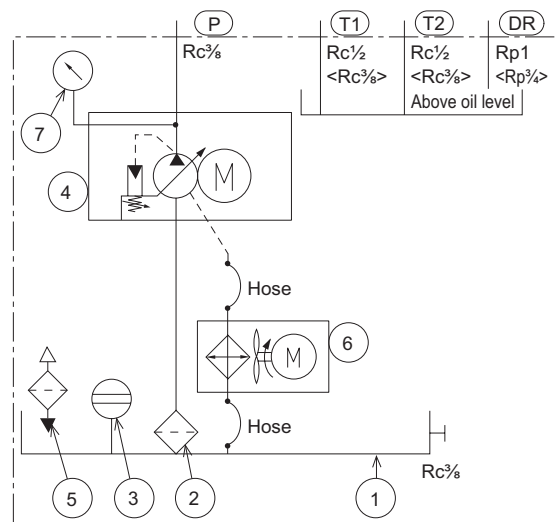 P T1 T2 DR
Rc⅜ Rc½ Rc½ Rp1
<Rc⅜> <Rc⅜> <Rp¾>
Above oil level
7
4
M
Hose
6
M
Hose
Rc⅜
5 3 2 1